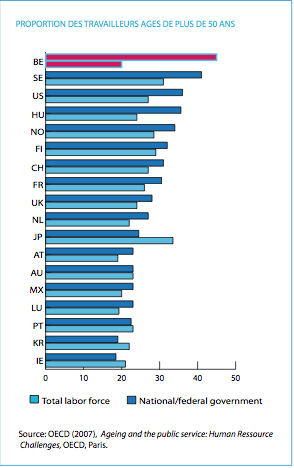 PROPORTION DES TRAVAILLEURS AGES DE PLUS DE 50 ANS
BE
SE
US
HU
NO
FI
CH
FR
UK
NL
JP
AT
AU
MX
LU
PT
KR
IE
0 10 20 30 40 50
Total labor force National/federal government
Source: OECD (2007), Ageing and the public service: Human Ressource
Challenges, OECD, Paris.